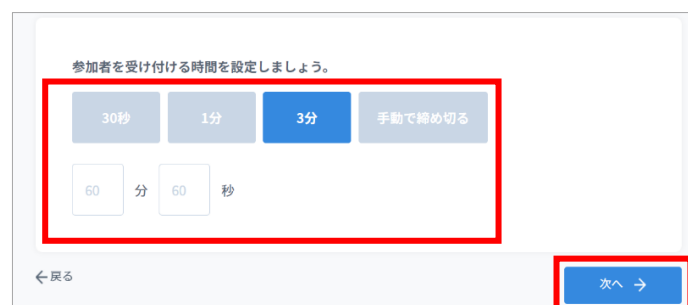 参加者を受け付ける時間を設定しましょう。
30秒 1分 3分 手動で締め切る
60 分 60 秒
←戻る 次へ →